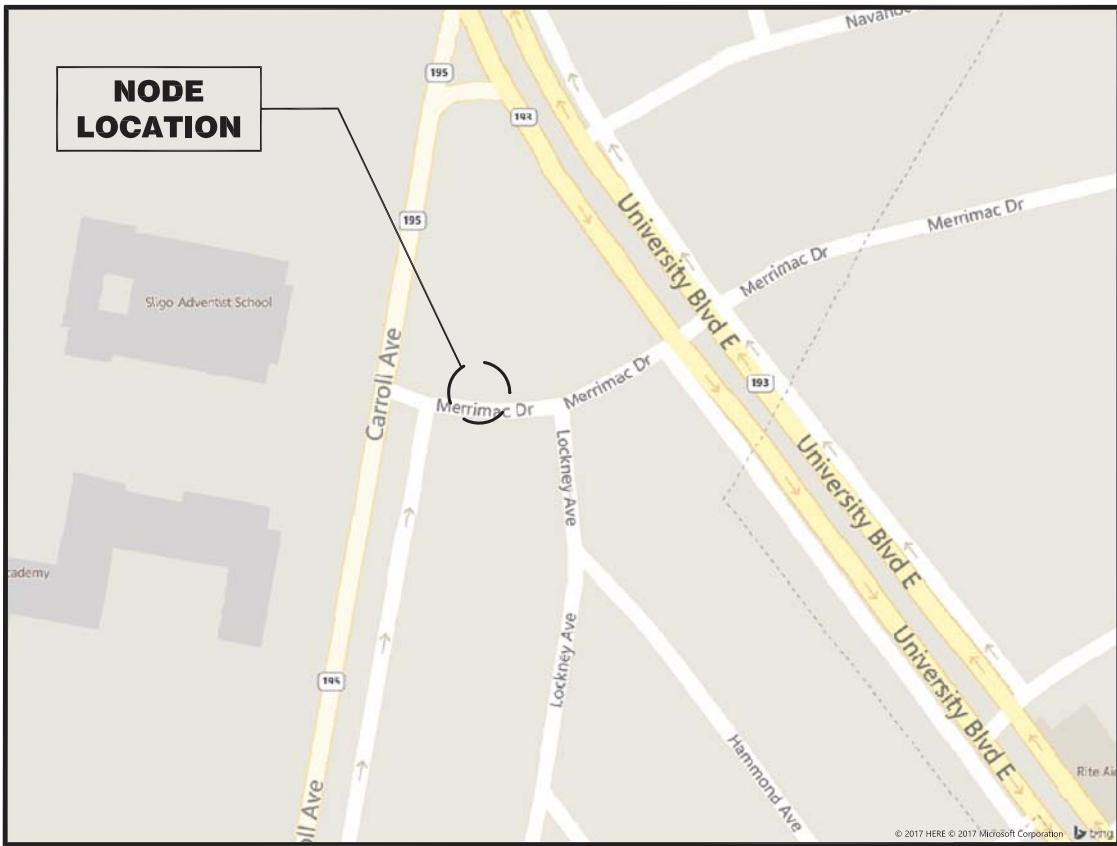 Navahoe
195
NODE
LOCATION
193
195
University Blvd E
Merrimac Dr
Merrimac Dr
Sligo Adventist School
Carroll Ave
Merrimac Dr
Merrimac Dr
193
Lockney Ave
University Blvd E
cademy
Lockney Ave
University Blvd E
195
Hammond Ave
Rite Aid
oll Ave
© 2017 HERE © 2017 Microsoft Corporation
bing